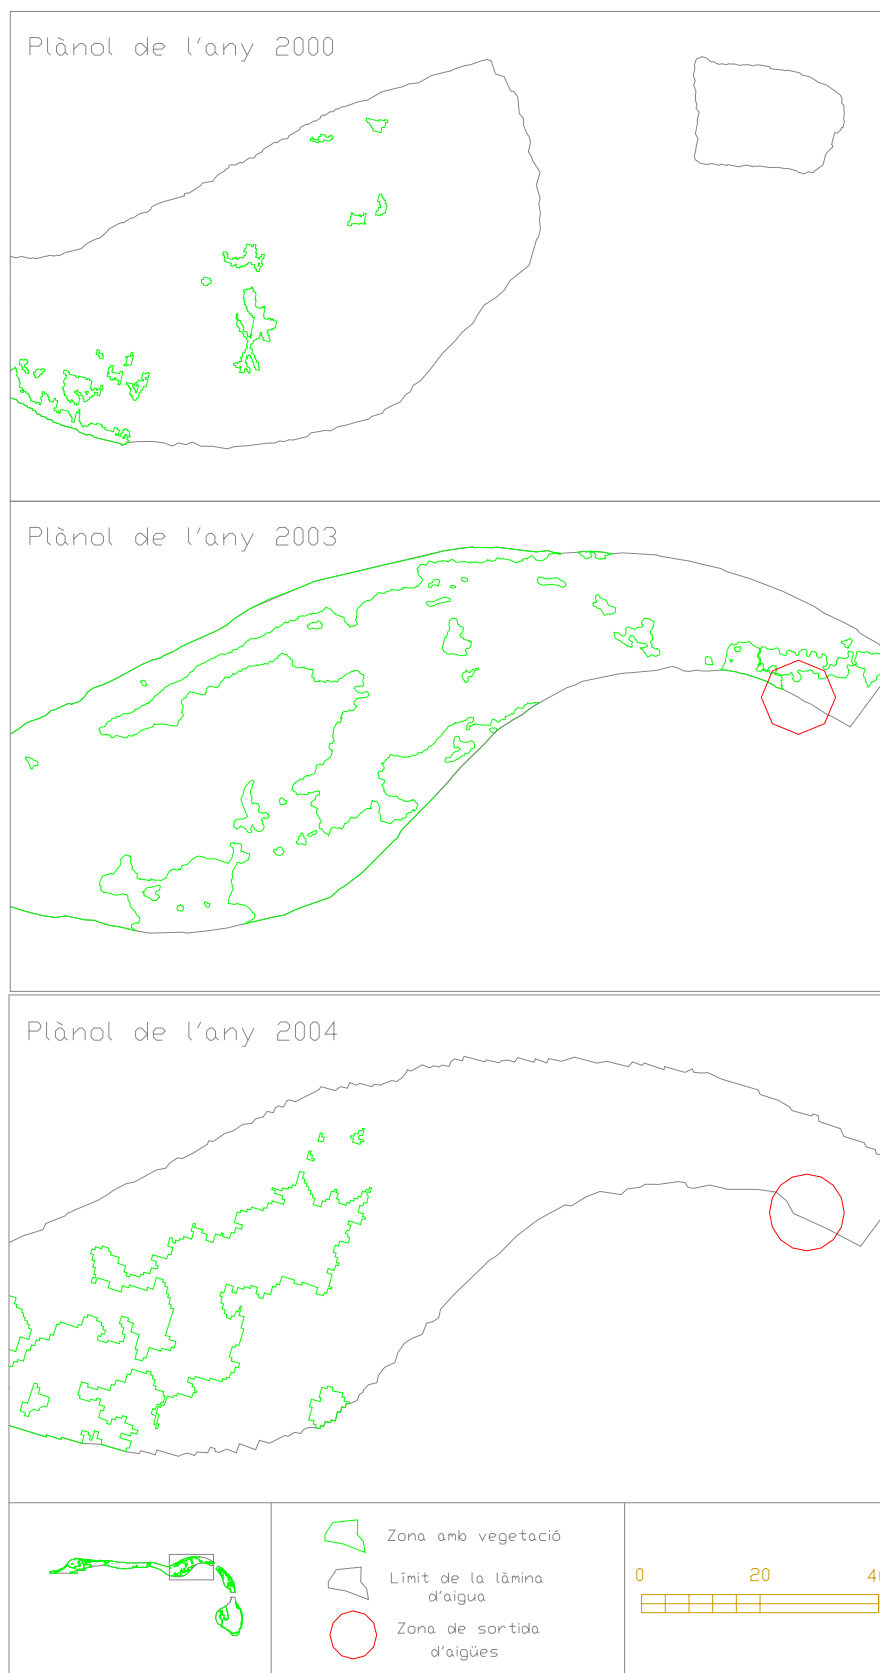 Plànol de l'any 2000
Plànol de l'any 2003
Plànol de l'any 2004
Zona amb vegetació
Límit de la làmina
d'aigua
Zona de sortida
d'aigües
0 20